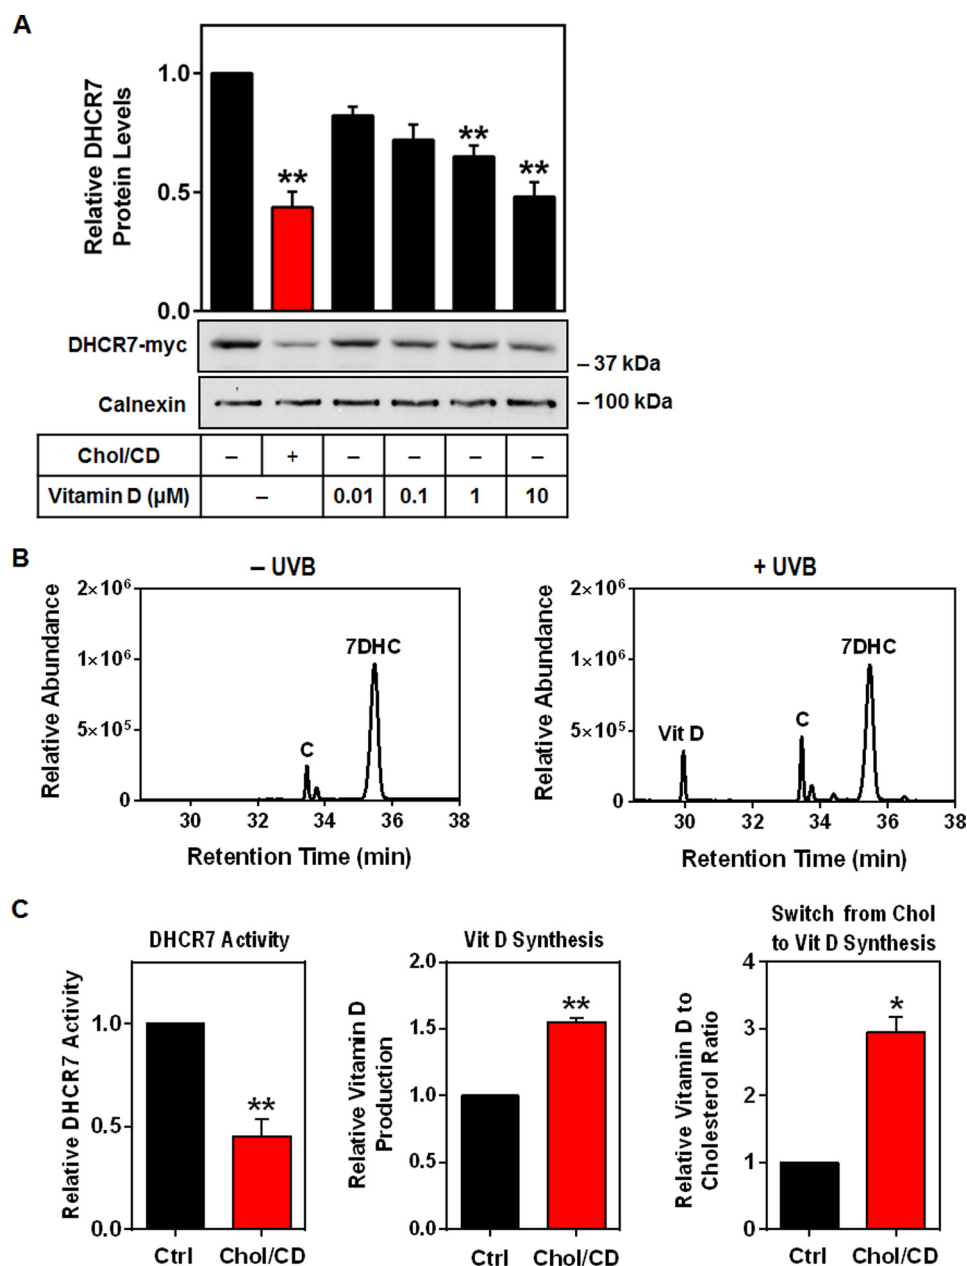 A
Relative DHCR7
Protein Levels
1.0
0.5
0.0
**
**
**
DHCR7-myc
– 37 kDa
Calnexin
– 100 kDa
Chol/CD – + – – – –
Vitamin D (μM) – 0.01 0.1 1 10
B
– UVB
Relative Abundance
2×10⁶
1×10⁶
5×10⁵
0
7DHC
C
30 32 34 36 38
Retention Time (min)
+ UVB
Relative Abundance
2×10⁶
1×10⁶
5×10⁵
0
7DHC
C
Vit D
30 32 34 36 38
Retention Time (min)
C
DHCR7 Activity
Relative DHCR7 Activity
1.0
0.5
0.0
**
Ctrl Chol/CD
Vit D Synthesis
Relative Vitamin D
Production
2.0
1.5
1.0
0.5
0.0
**
Ctrl Chol/CD
Switch from Chol
to Vit D Synthesis
Relative Vitamin D to
Cholesterol Ratio
4
3
2
1
0
*
Ctrl Chol/CD